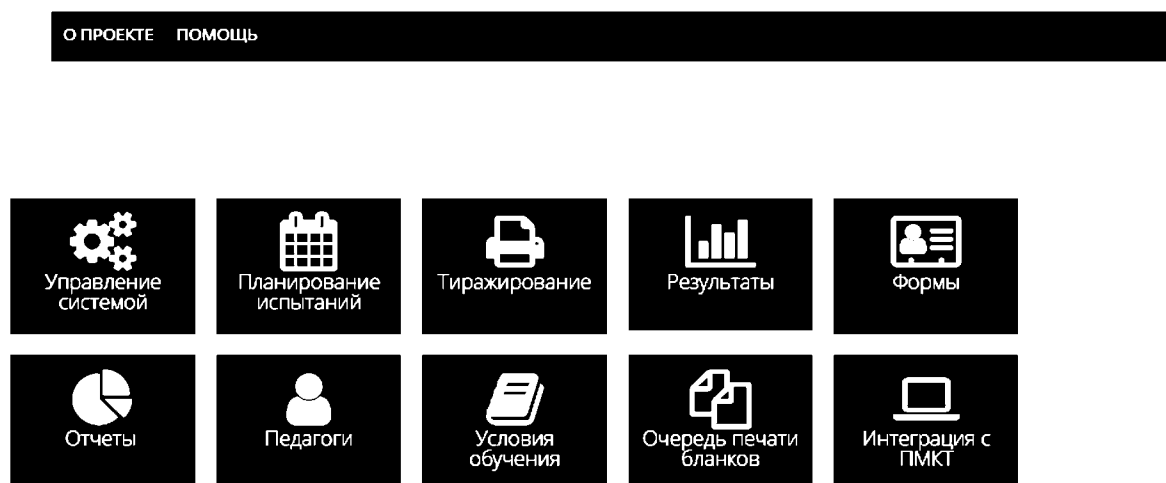 О ПРОЕКТЕ ПОМОЩЬ
Управление
системой
Планирование
испытаний
Тиражирование
Результаты
Формы
Отчеты
Педагоги
Условия
обучения
Очередь печати
бланков
Интеграция с
ПМКТ